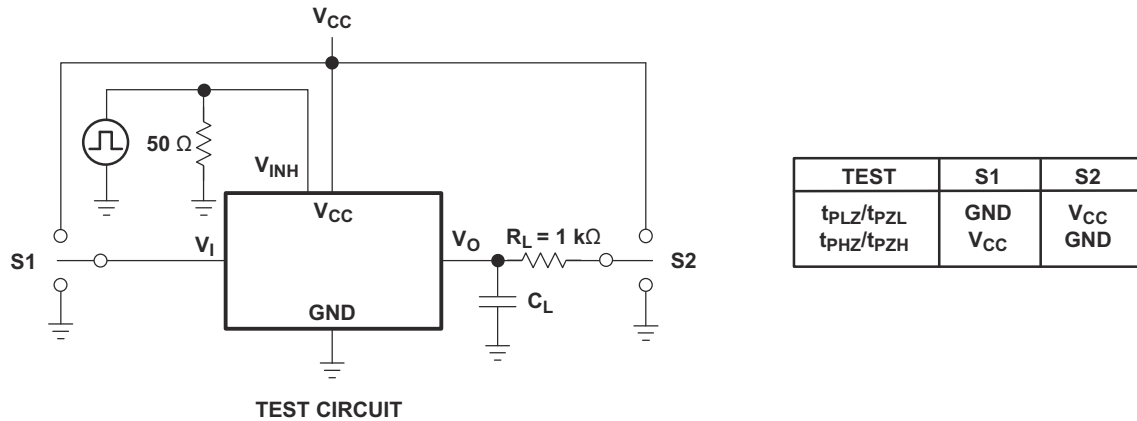 VCC
50 Ω
VINH
VCC
VI
VO
RL = 1 kΩ
S1
S2
CL
GND
TEST CIRCUIT
TEST S1 S2
tPLZ/tPZL GND VCC
tPHZ/tPZH VCC GND